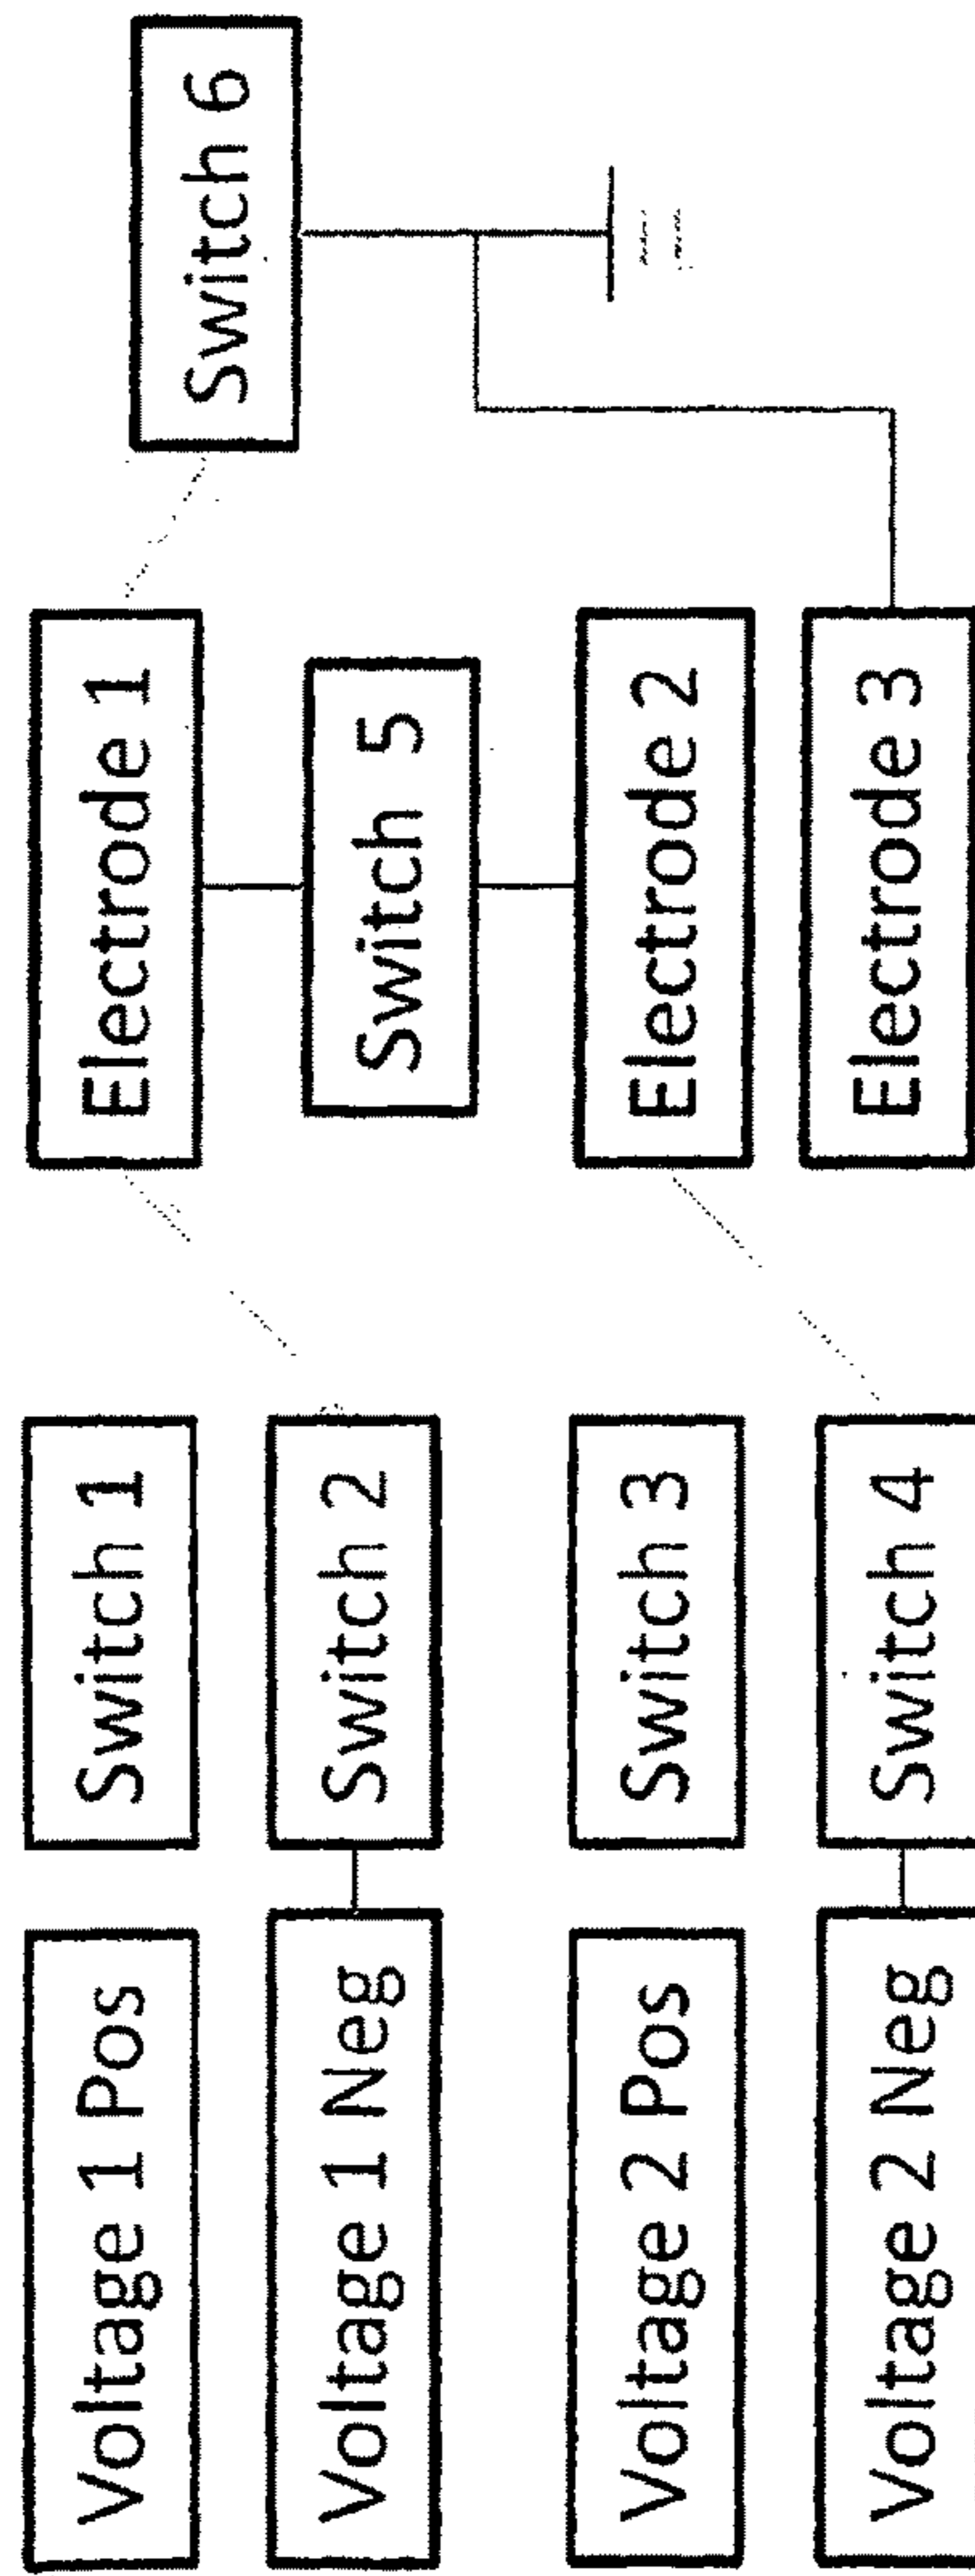 Voltage 1 Pos
Switch 1
Electrode 1
Switch 6
Voltage 1 Neg
Switch 2
Switch 5
Voltage 2 Pos
Switch 3
Electrode 2
Voltage 2 Neg
Switch 4
Electrode 3